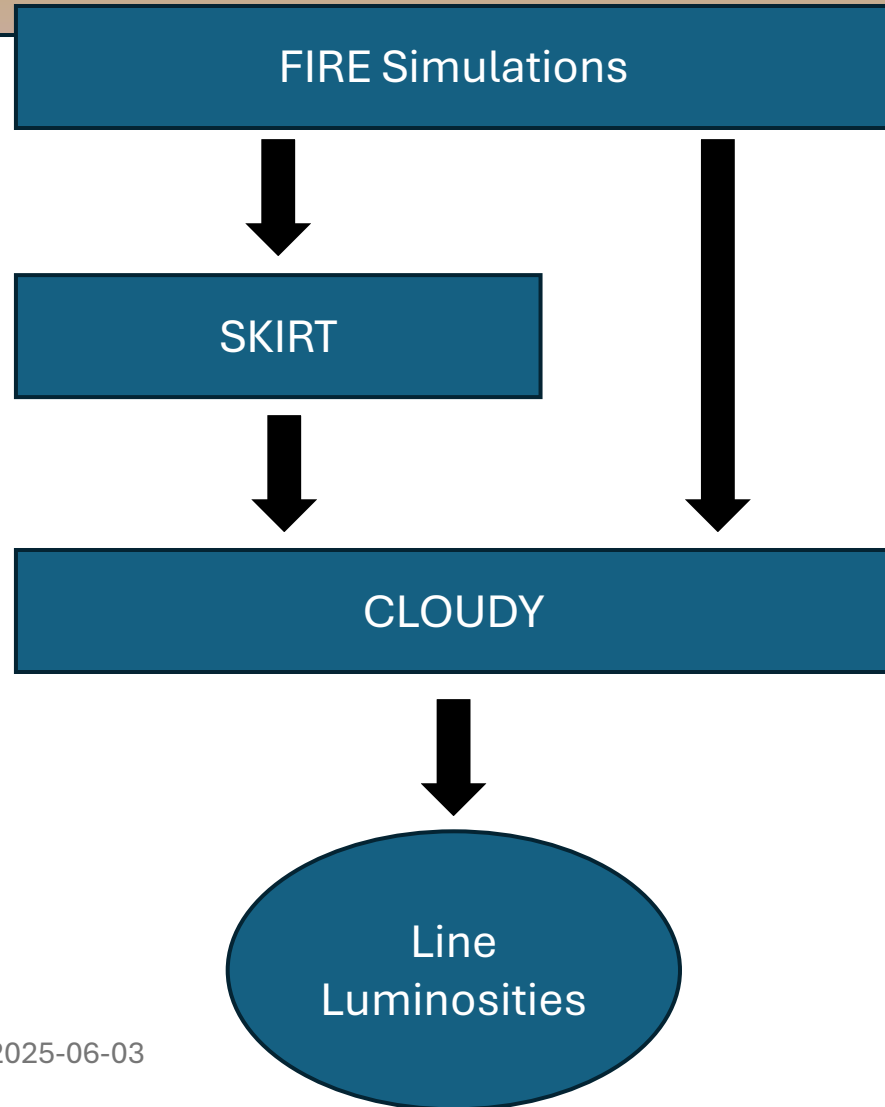 FIRE Simulations
SKIRT
CLOUDY
Line
Luminosities
2025-06-03